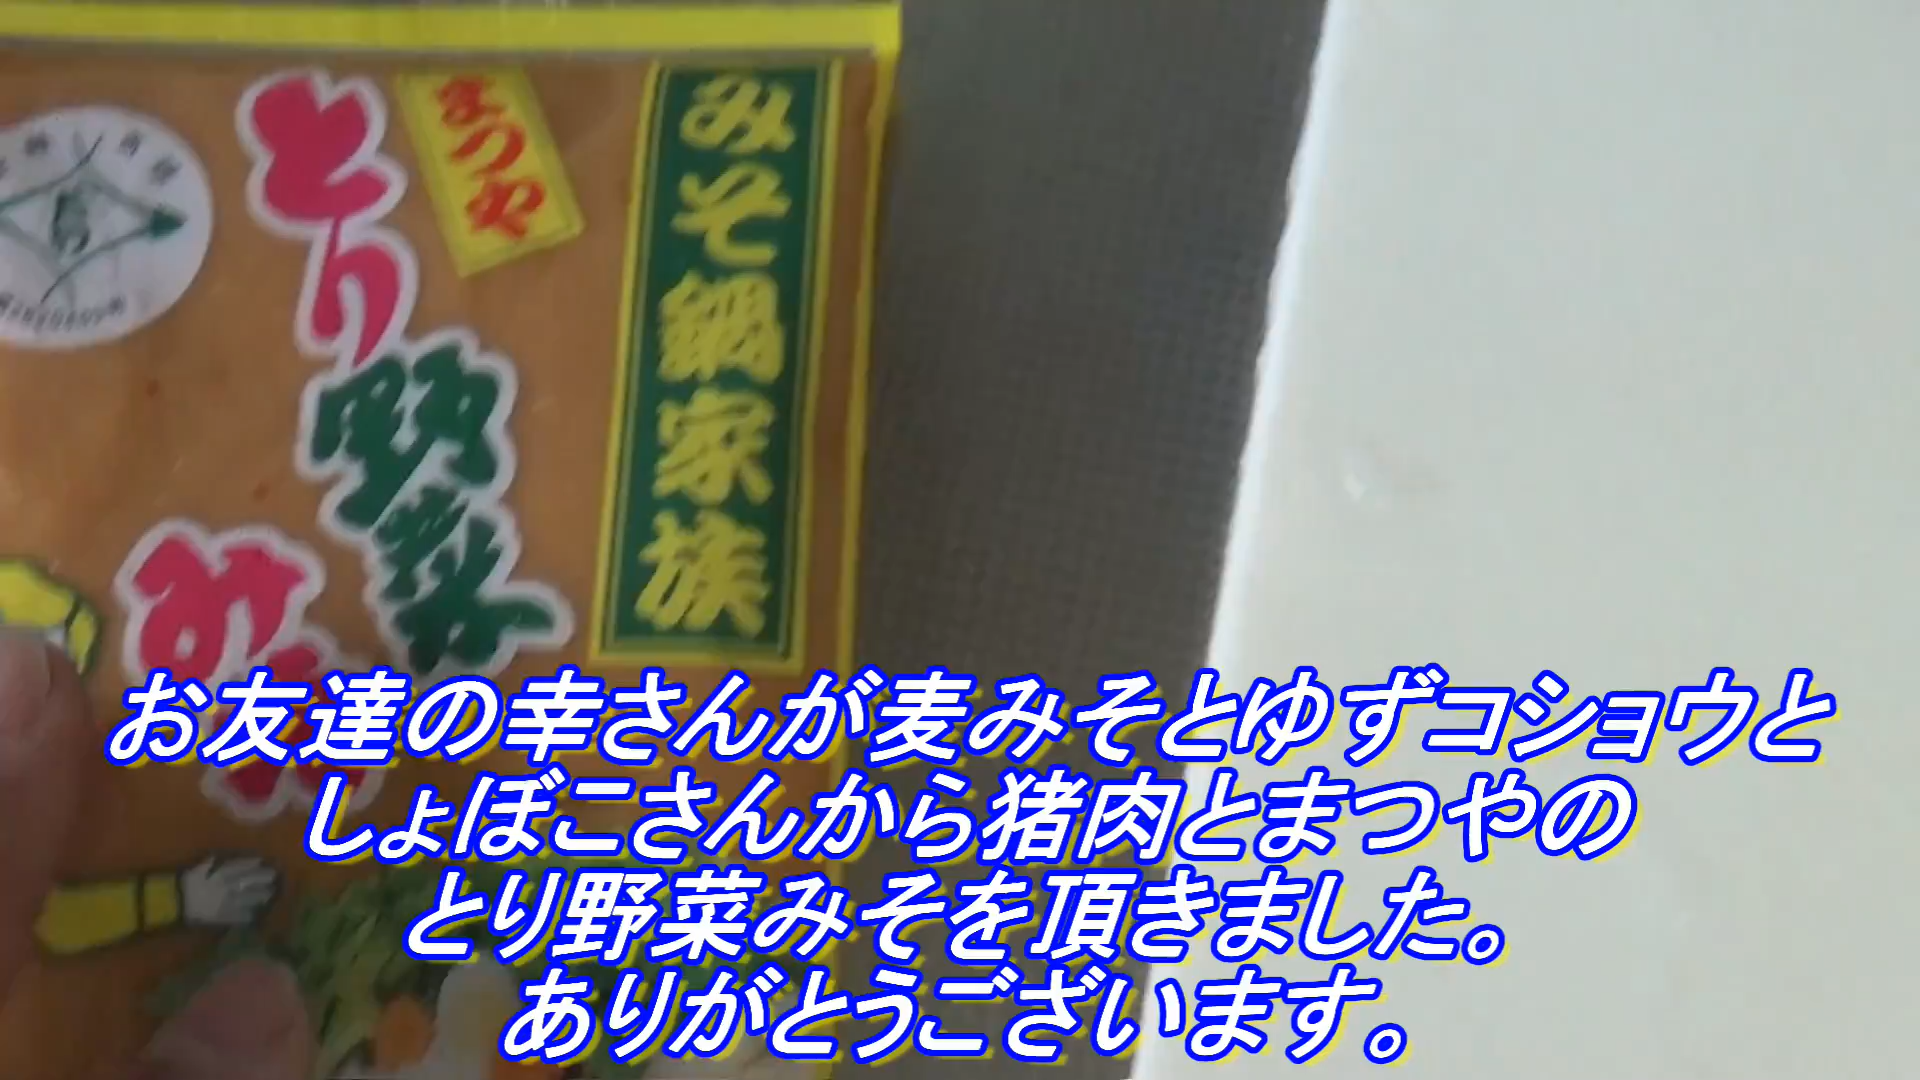 みそ鍋家族
まつや
とり野菜
み
お友達の幸さんが麦みそとゆずコショウと
しょぼこさんから猪肉とまつやの
とり野菜みそを頂きました。
ありがとうございます。